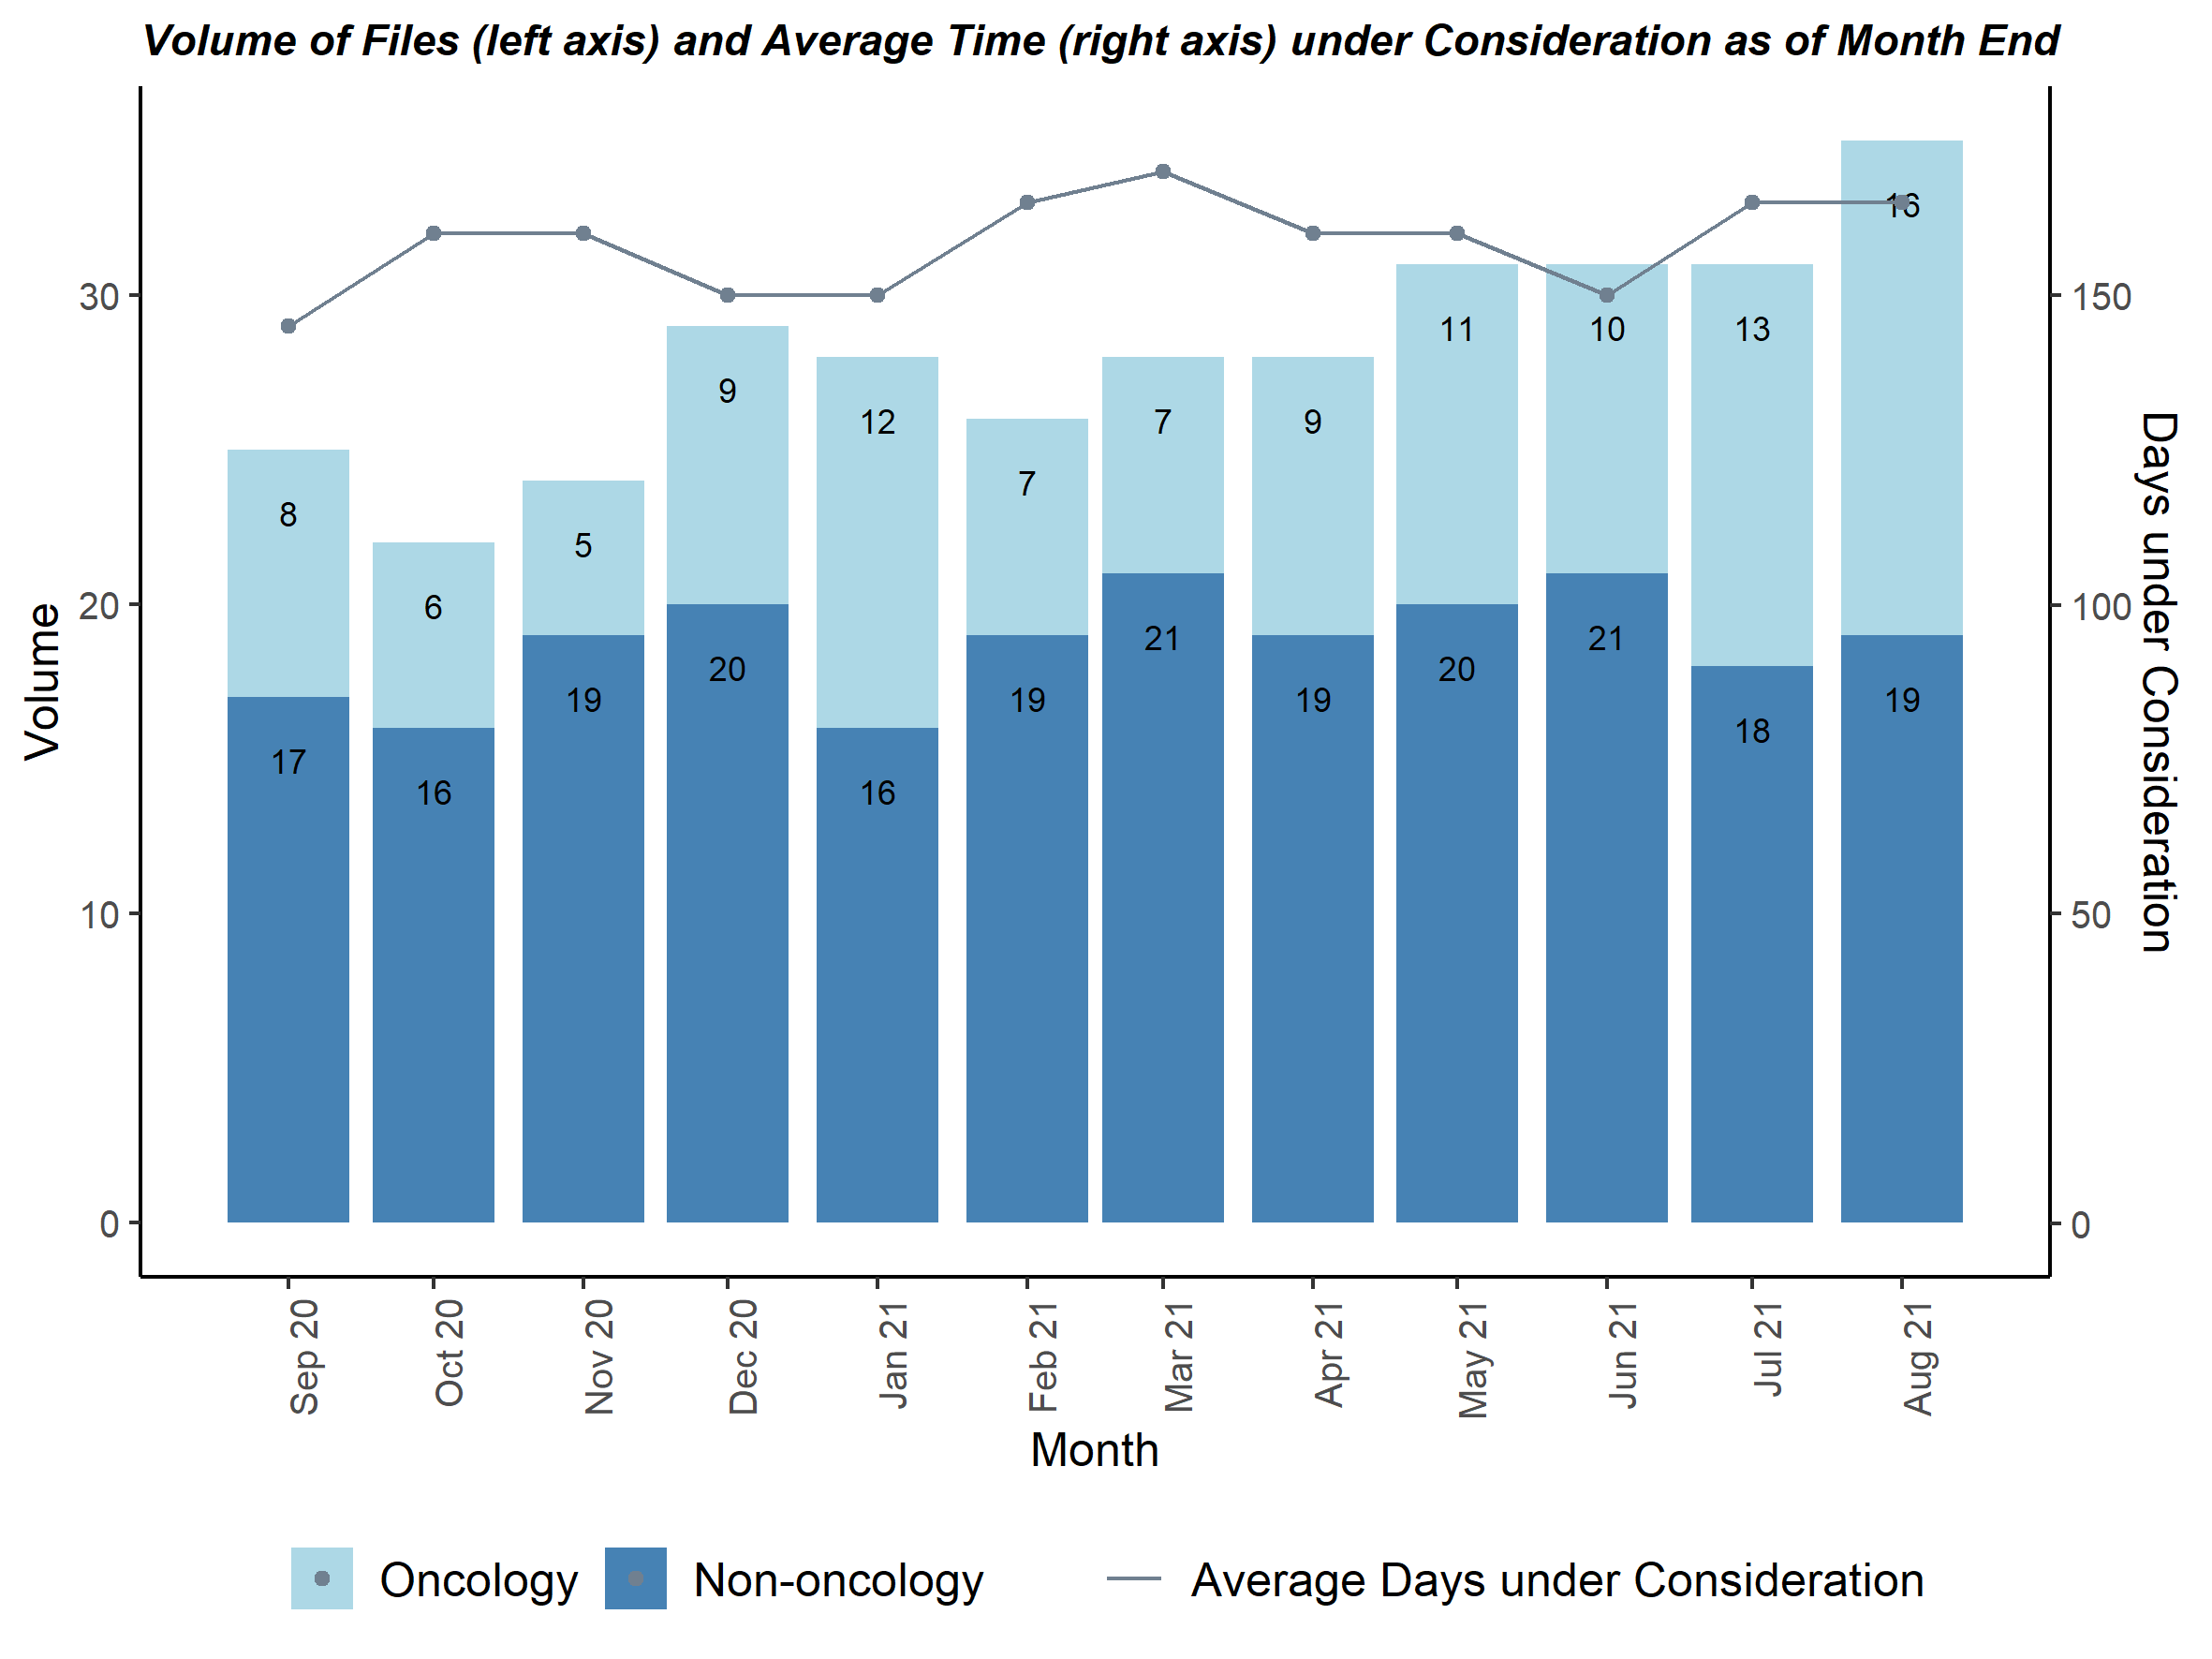 Volume of Files (left axis) and Average Time (right axis) under Consideration as of Month End
Volume
30
20
10
0
8
6
5
9
12
7
7
9
11
10
13
16
17
16
19
20
16
19
21
19
20
21
18
19
150
100
50
0
Days under Consideration
Sep 20
Oct 20
Nov 20
Dec 20
Jan 21
Feb 21
Mar 21
Apr 21
May 21
Jun 21
Jul 21
Aug 21
Month
Oncology
Non-oncology
Average Days under Consideration